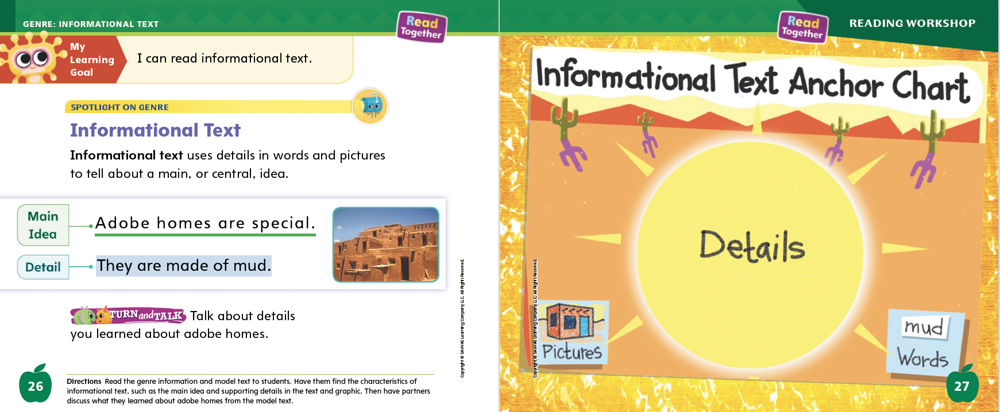 GENRE: INFORMATIONAL TEXT
Read
Together
My
Learning
Goal
I can read informational text.
SPOTLIGHT ON GENRE
Informational Text
Informational text uses details in words and pictures
to tell about a main, or central, idea.
Main
Idea
Adobe homes are special.
Detail
They are made of mud.
TURN and TALK Talk about details
you learned about adobe homes.
26
Directions Read the genre information and model text to students. Have them find the characteristics of
informational text, such as the main idea and supporting details in the text and graphic. Then have partners
discuss what they learned about adobe homes from the model text.
Copyright © SAVVAS Learning Company LLC. All Rights Reserved.
Read
Together
READING WORKSHOP
Informational Text Anchor Chart
Details
Pictures
mud
Words
Copyright © SAVVAS Learning Company LLC. All Rights Reserved.
27